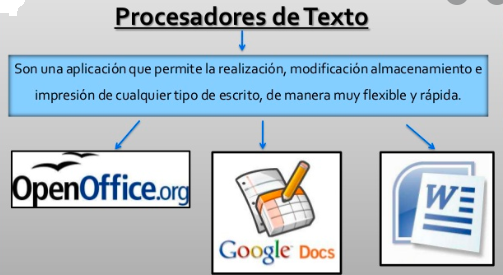 Procesadores de Texto
Son una aplicación que permite la realización, modificación almacenamiento e
impresión de cualquier tipo de escrito, de manera muy flexible y rápida.
OpenOffice.org
Google Docs
W